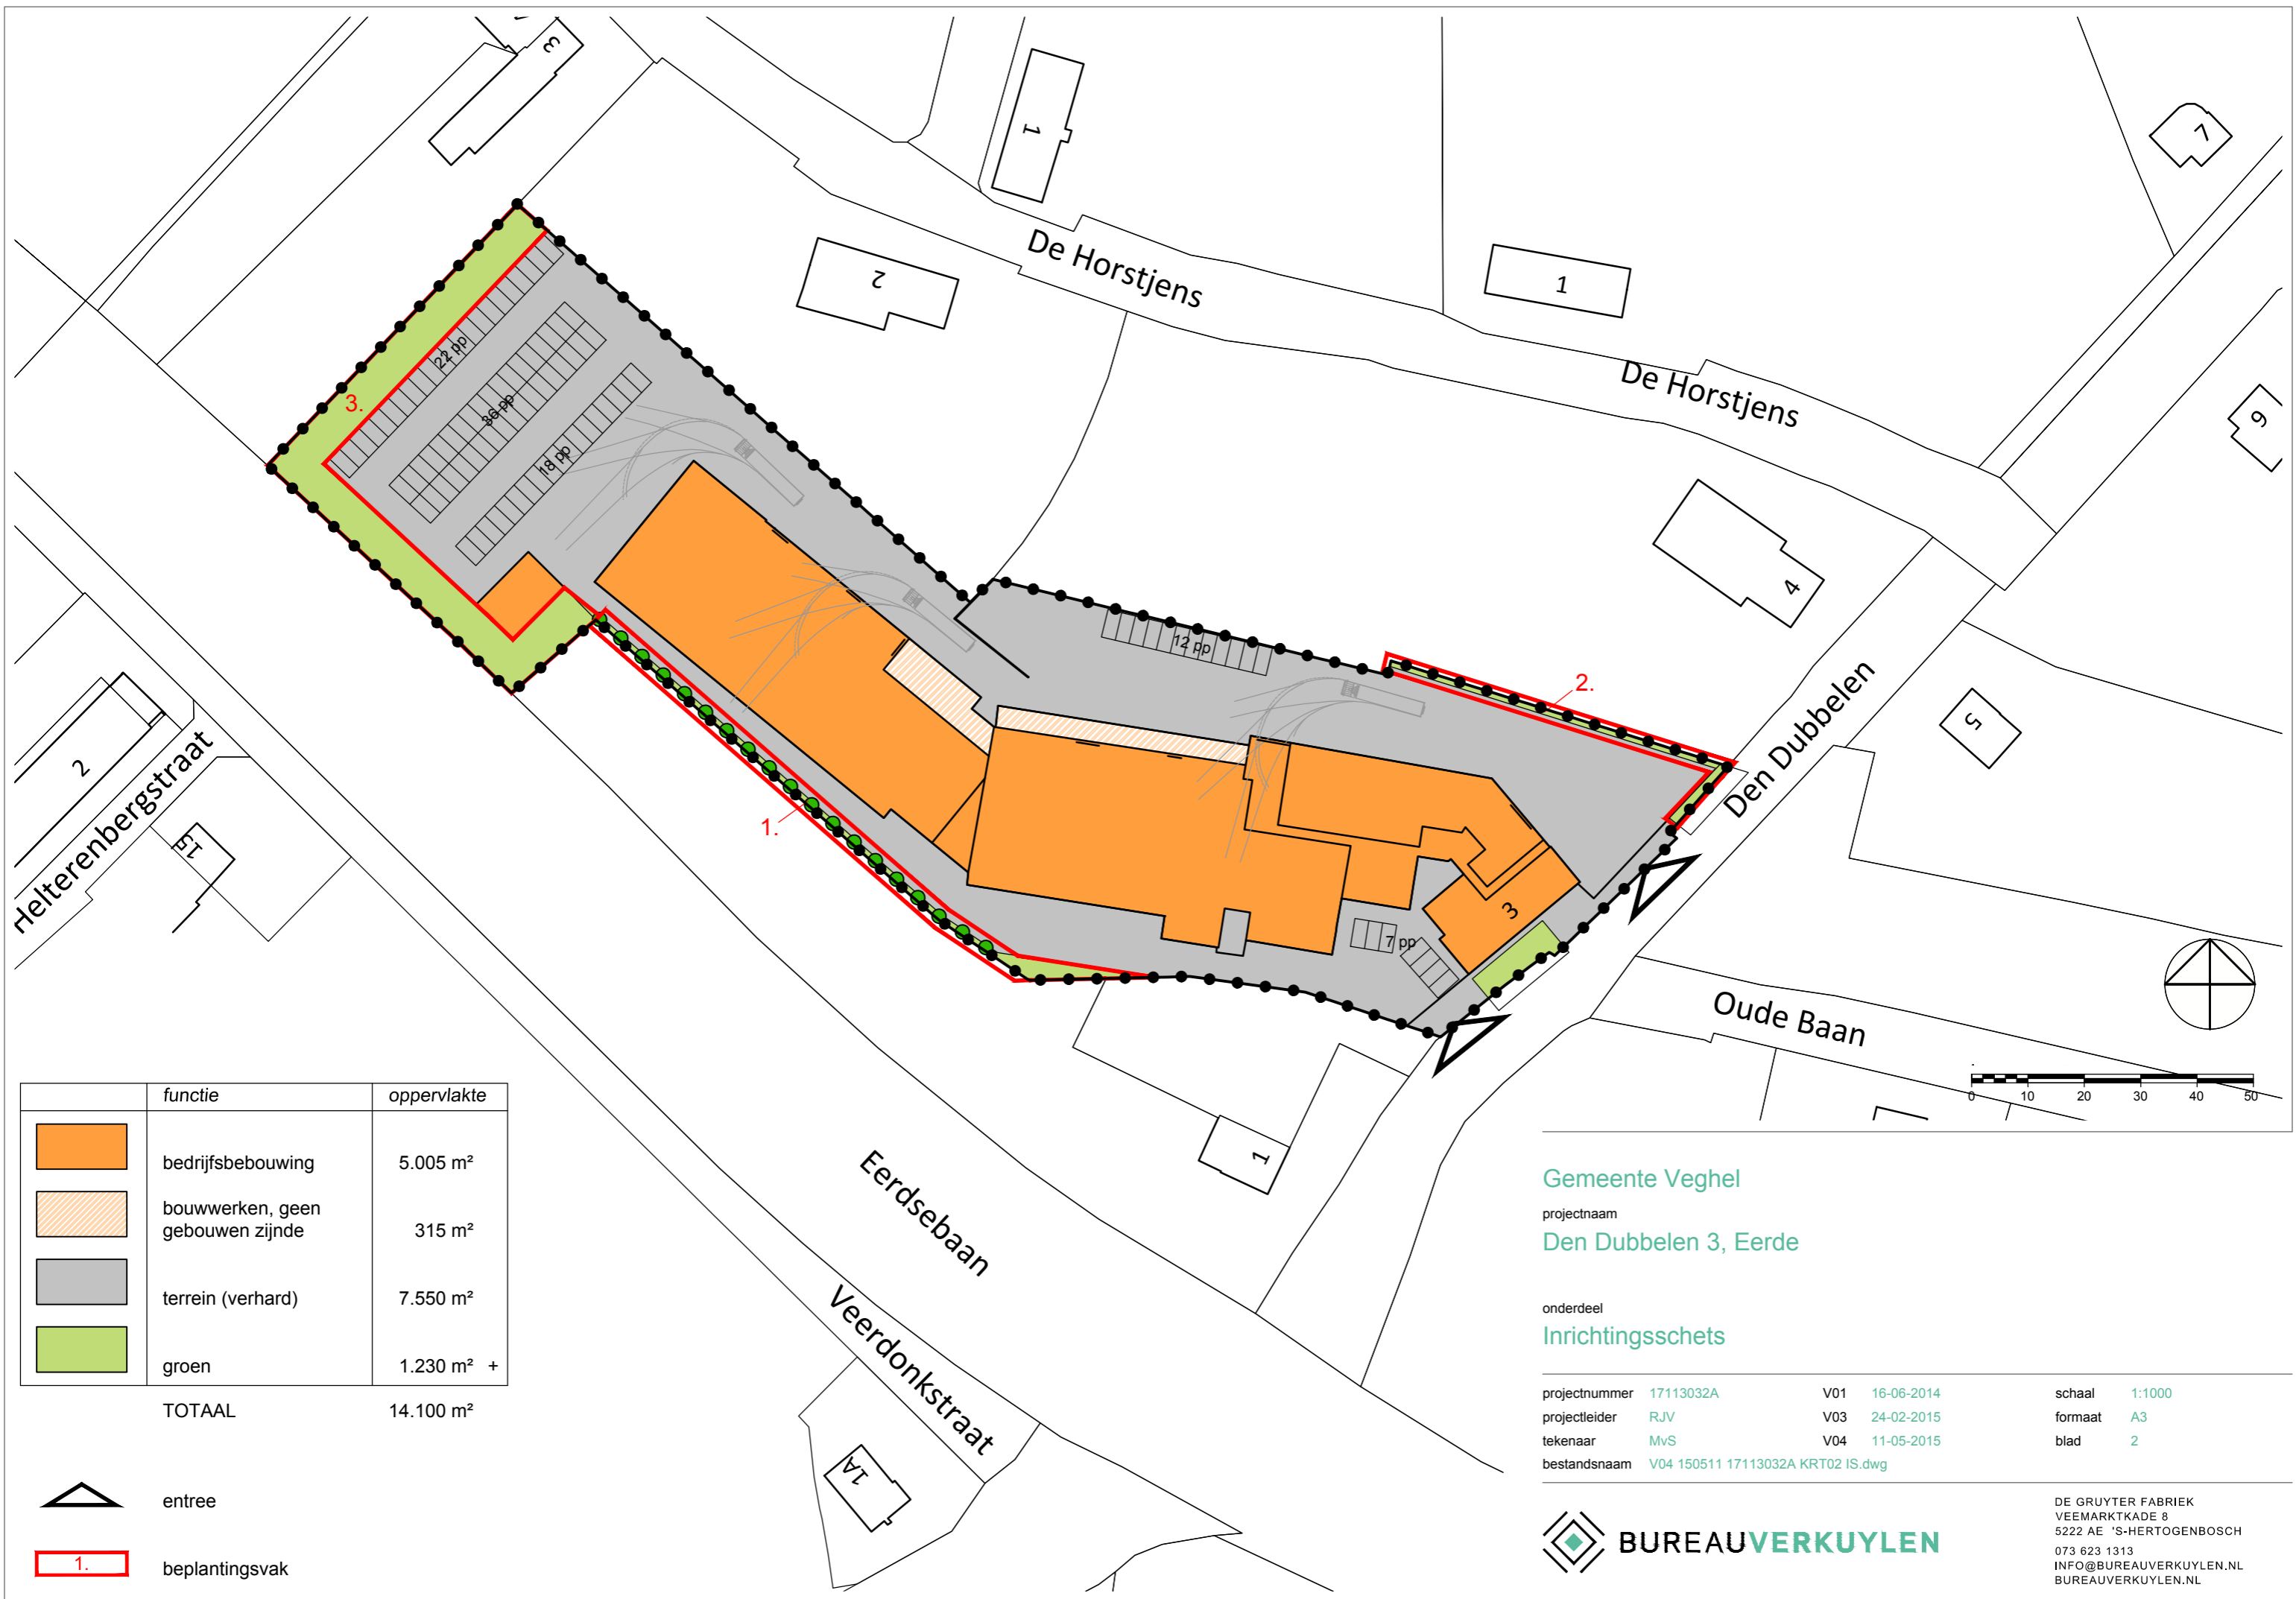 3
1
7
De Horstjens
2
1
De Horstjens
9
22 pp
3.
36 pp
18 pp
4
12 pp
2.
Den Dubbelen
5
2
Helterenbergstraat
15
1.
3
7 pp
Oude Baan
0 10 20 30 40 50
1
Eerdsebaan
Veerdonkstraat
1A
functie oppervlakte
bedrijfsbebouwing 5.005 m²
bouwwerken, geen
gebouwen zijnde 315 m²
terrein (verhard) 7.550 m²
groen 1.230 m² +
TOTAAL 14.100 m²
entree
1. beplantingsvak
Gemeente Veghel
projectnaam
Den Dubbelen 3, Eerde
onderdeel
Inrichtingsschets
projectnummer 17113032A V01 16-06-2014 schaal 1:1000
projectleider RJV V03 24-02-2015 formaat A3
tekenaar MvS V04 11-05-2015 blad 2
bestandsnaam V04 150511 17113032A KRT02 IS.dwg
BUREAUVERKUYLEN
DE GRUYTER FABRIEK
VEEMARKTKADE 8
5222 AE 'S-HERTOGENBOSCH
073 623 1313
INFO@BUREAUVERKUYLEN.NL
BUREAUVERKUYLEN.NL